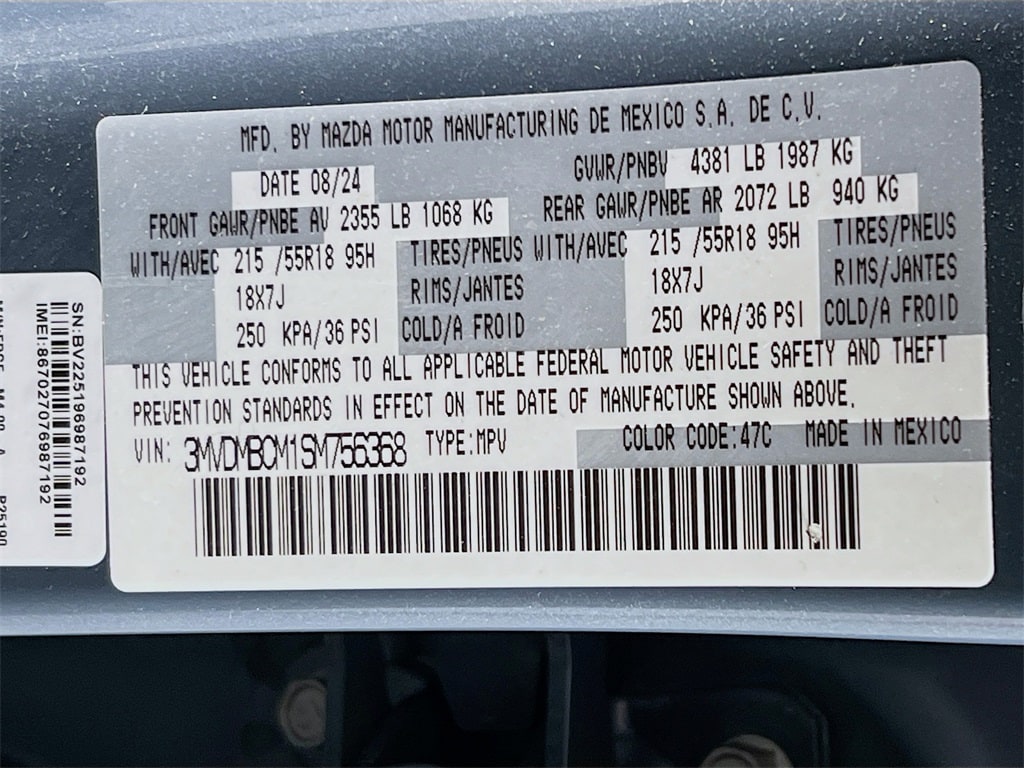 MFD. BY MAZDA MOTOR MANUFACTURING DE MEXICO S.A. DE C.V.
DATE 08/24 GVWR/PNBV 4381 LB 1987 KG
FRONT GAWR/PNBE AV 2355 LB 1068 KG REAR GAWR/PNBE AR 2072 LB 940 KG
WITH/AVEC 215 /55R18 95H TIRES/PNEUS WITH/AVEC 215 /55R18 95H TIRES/PNEUS
18X7J RIMS/JANTES 18X7J RIMS/JANTES
250 KPA/36 PSI COLD/A FROID 250 KPA/36 PSI COLD/A FROID
THIS VEHICLE CONFORMS TO ALL APPLICABLE FEDERAL MOTOR VEHICLE SAFETY AND THEFT
PREVENTION STANDARDS IN EFFECT ON THE DATE OF MANUFACTURE SHOWN ABOVE.
VIN: 3MVDMBCM1SM756368 TYPE:MPV COLOR CODE:47C MADE IN MEXICO
SN:BV225196987192
IMEI:867027076987192
P25190